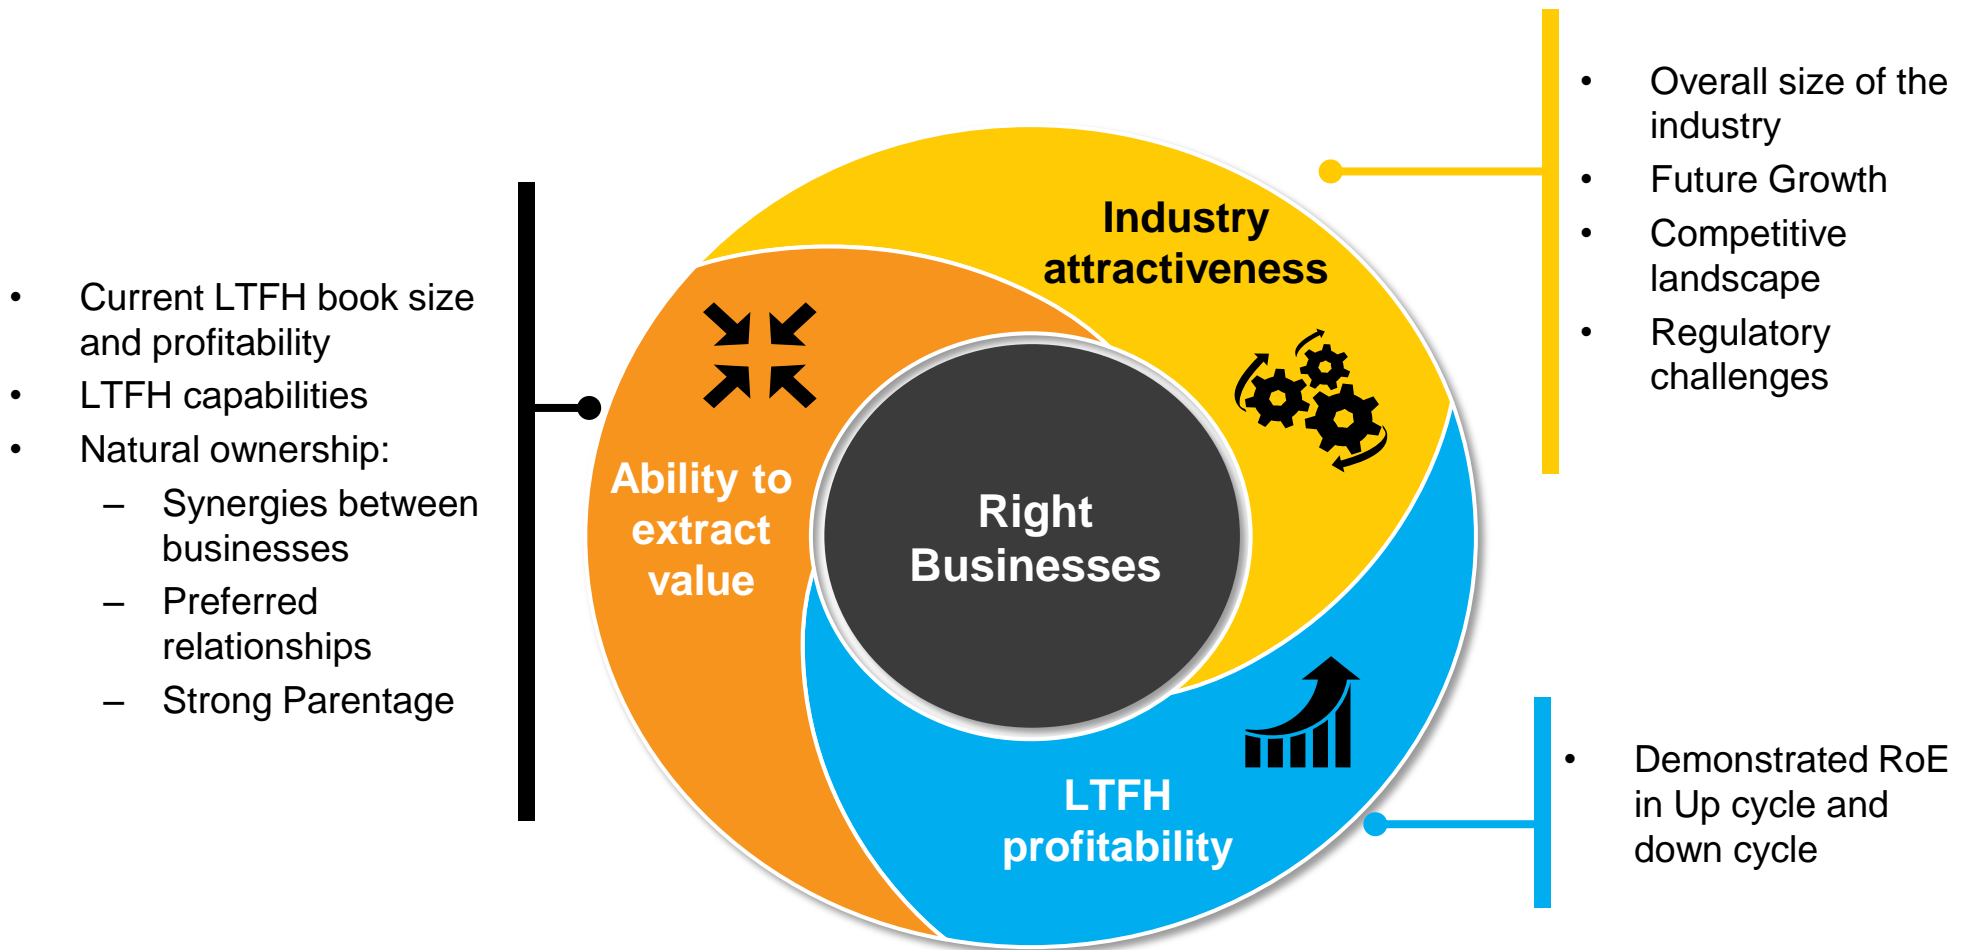 • Current LTFH book size
and profitability
• LTFH capabilities
• Natural ownership:
– Synergies between
businesses
– Preferred
relationships
– Strong Parentage
Industry
attractiveness
Ability to
extract
value
Right
Businesses
LTFH
profitability
• Overall size of the
industry
• Future Growth
• Competitive
landscape
• Regulatory
challenges
• Demonstrated RoE
in Up cycle and
down cycle